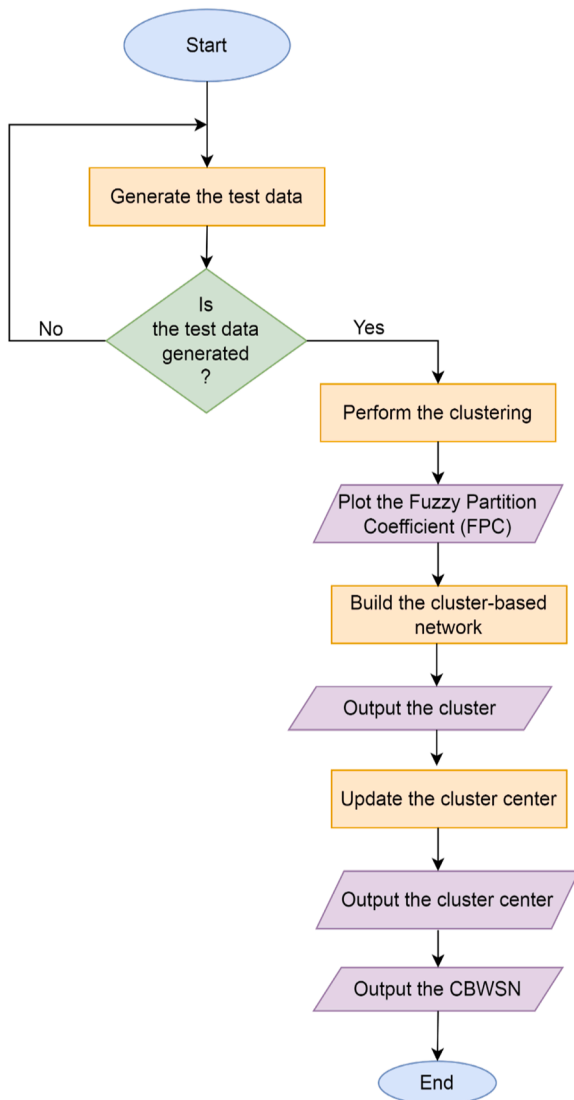 Start
Generate the test data
Is
the test data
generated
?
No
Yes
Perform the clustering
Plot the Fuzzy Partition
Coefficient (FPC)
Build the cluster-based
network
Output the cluster
Update the cluster center
Output the cluster center
Output the CBWSN
End